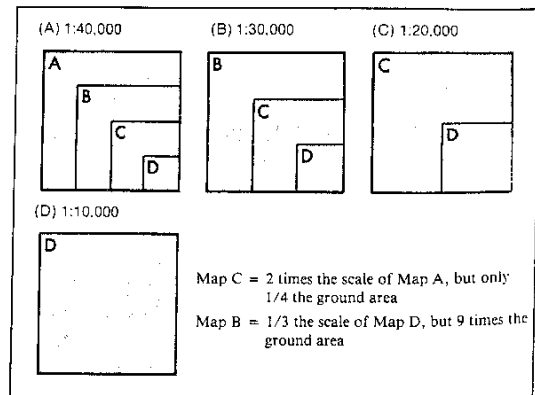 (A) 1:40,000 (B) 1:30,000 (C) 1:20,000
A
B
C
D
B
C
D
C
D
(D) 1:10.000
D
Map C = 2 times the scale of Map A, but only
1/4 the ground area
Map B = 1/3 the scale of Map D, but 9 times the
ground area